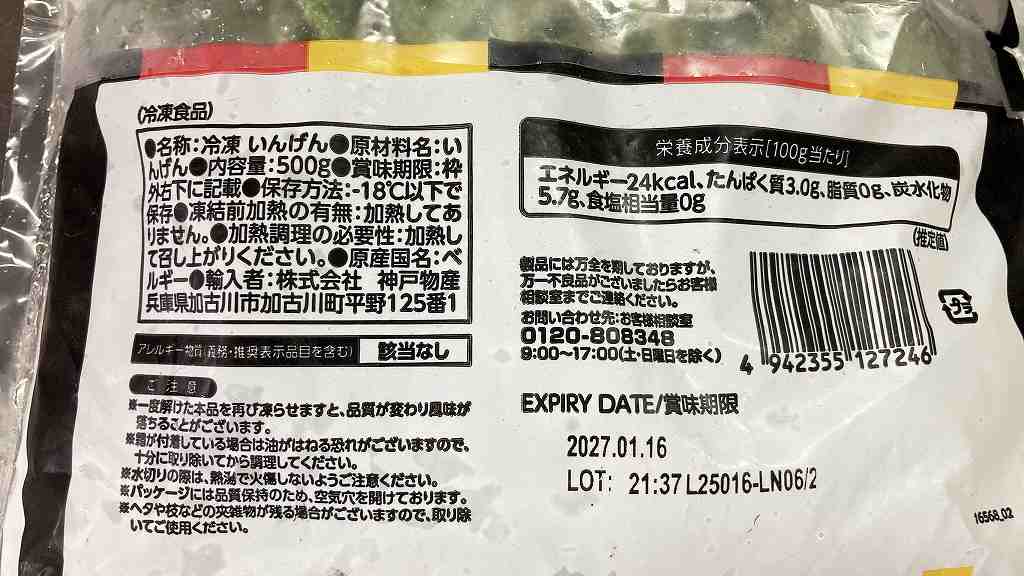 (冷凍食品)
●名称:冷凍 いんげん●原材料名:い
んげん●内容量:500g●賞味期限:枠
外右下に記載●保存方法:-18℃以下で
保存●凍結前加熱の有無:加熱してあ
りません。●加熱調理の必要性:加熱し
て召し上がりください。●原産国名:ベ
ルギー●輸入者:株式会社 神戸物産
兵庫県加古川市加古川町平野125番1
アレルギー物質(義務・推奨表示品目を含む) 該当なし
ご注意
※一度解けた本品を再び凍らせますと、品質が変わり風味が
落ちることがございます。
※霜が付着している場合は油がはねる恐れがございますので、
十分に取り除いてから調理してください。
※水切りの際は、熱湯で火傷しないようご注意ください。
※パッケージには品質保持のため、空気穴を開けております。
※ヘタや枝などの夾雑物が残る場合がございますので、取り除
いてご使用ください。
栄養成分表示[100g当たり]
エネルギー24kcal、たんぱく質3.0g、脂質0g、炭水化物
5.7g、食塩相当量0g
(推定値)
製品には万全を期しておりますが、
万一不良品がございましたらお客様
相談室までご連絡ください。
お問い合わせ先:お客様相談室
0120-808348
9:00〜17:00(土・日曜日を除く)
4 942355 127246
プラ
EXPIRY DATE/賞味期限
2027.01.16
LOT: 21:37 L25016-LN06/2
16568_02